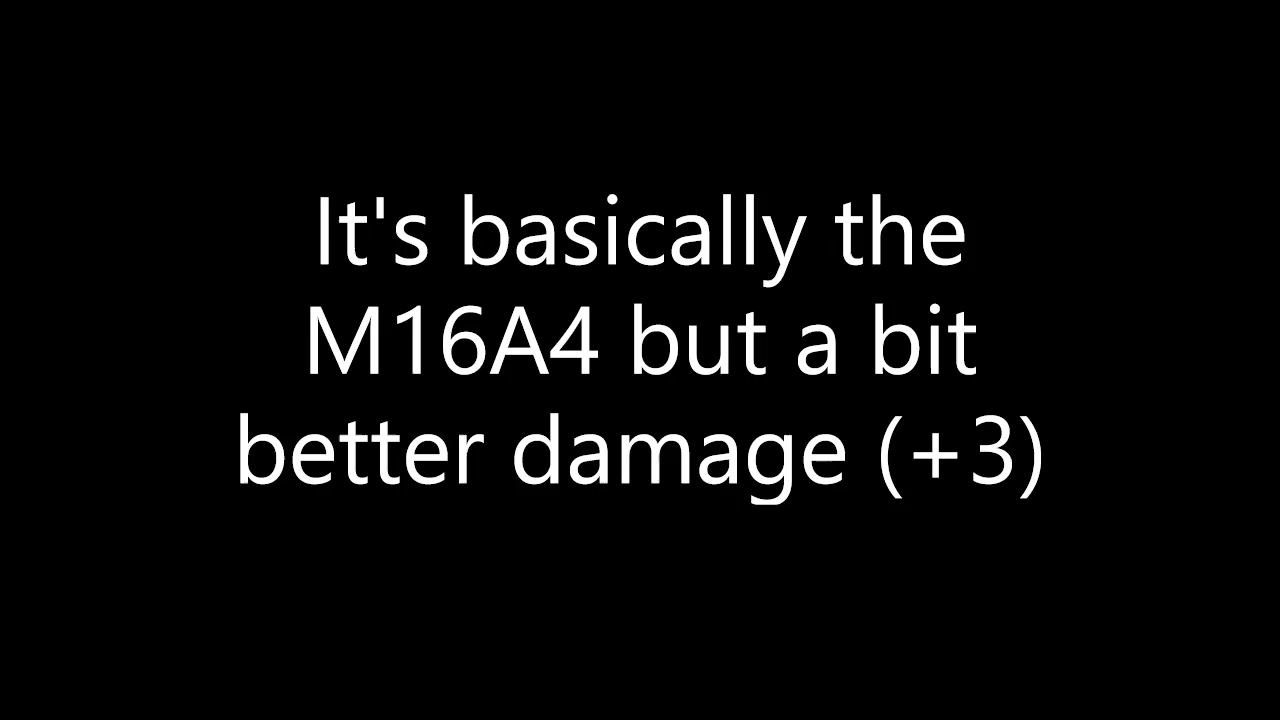 It's basically the
M16A4 but a bit
better damage (+3)